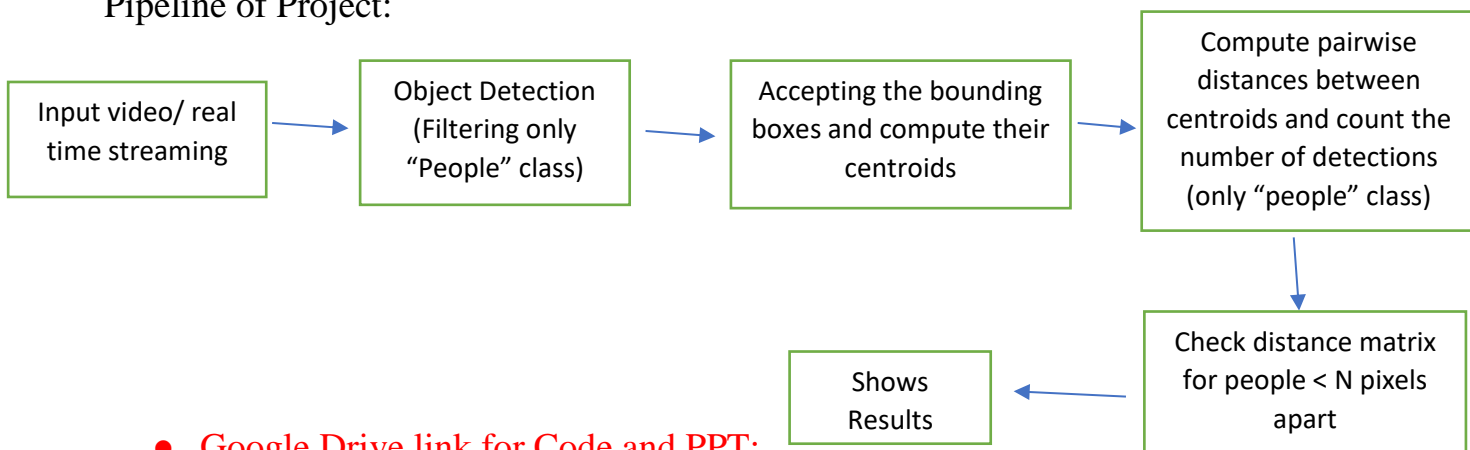 Pipeline of Project:
Input video/ real
time streaming
Object Detection
(Filtering only
“People” class)
Accepting the bounding
boxes and compute their
centroids
Compute pairwise
distances between
centroids and count the
number of detections
(only “people” class)
Check distance matrix
for people < N pixels
apart
Shows
Results
● Google Drive link for Code and PPT: